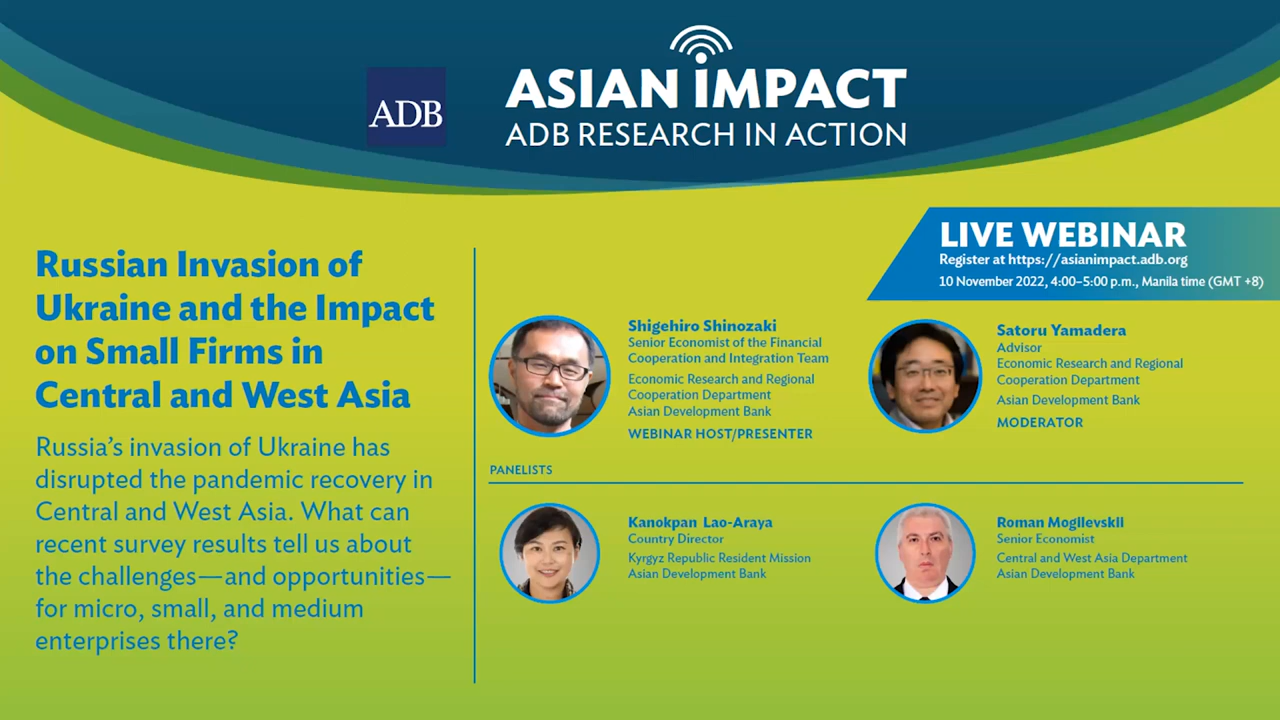 ADB
ASIAN IMPACT
ADB RESEARCH IN ACTION
LIVE WEBINAR
Register at https://asianimpact.adb.org
10 November 2022, 4:00–5:00 p.m., Manila time (GMT +8)
Russian Invasion of
Ukraine and the Impact
on Small Firms in
Central and West Asia
Russia’s invasion of Ukraine has
disrupted the pandemic recovery in
Central and West Asia. What can
recent survey results tell us about
the challenges—and opportunities—
for micro, small, and medium
enterprises there?
Shigehiro Shinozaki
Senior Economist of the Financial
Cooperation and Integration Team
Economic Research and Regional
Cooperation Department
Asian Development Bank
WEBINAR HOST/PRESENTER
Satoru Yamadera
Advisor
Economic Research and Regional
Cooperation Department
Asian Development Bank
MODERATOR
PANELISTS
Kanokpan Lao-Araya
Country Director
Kyrgyz Republic Resident Mission
Asian Development Bank
Roman Mogilevskii
Senior Economist
Central and West Asia Department
Asian Development Bank